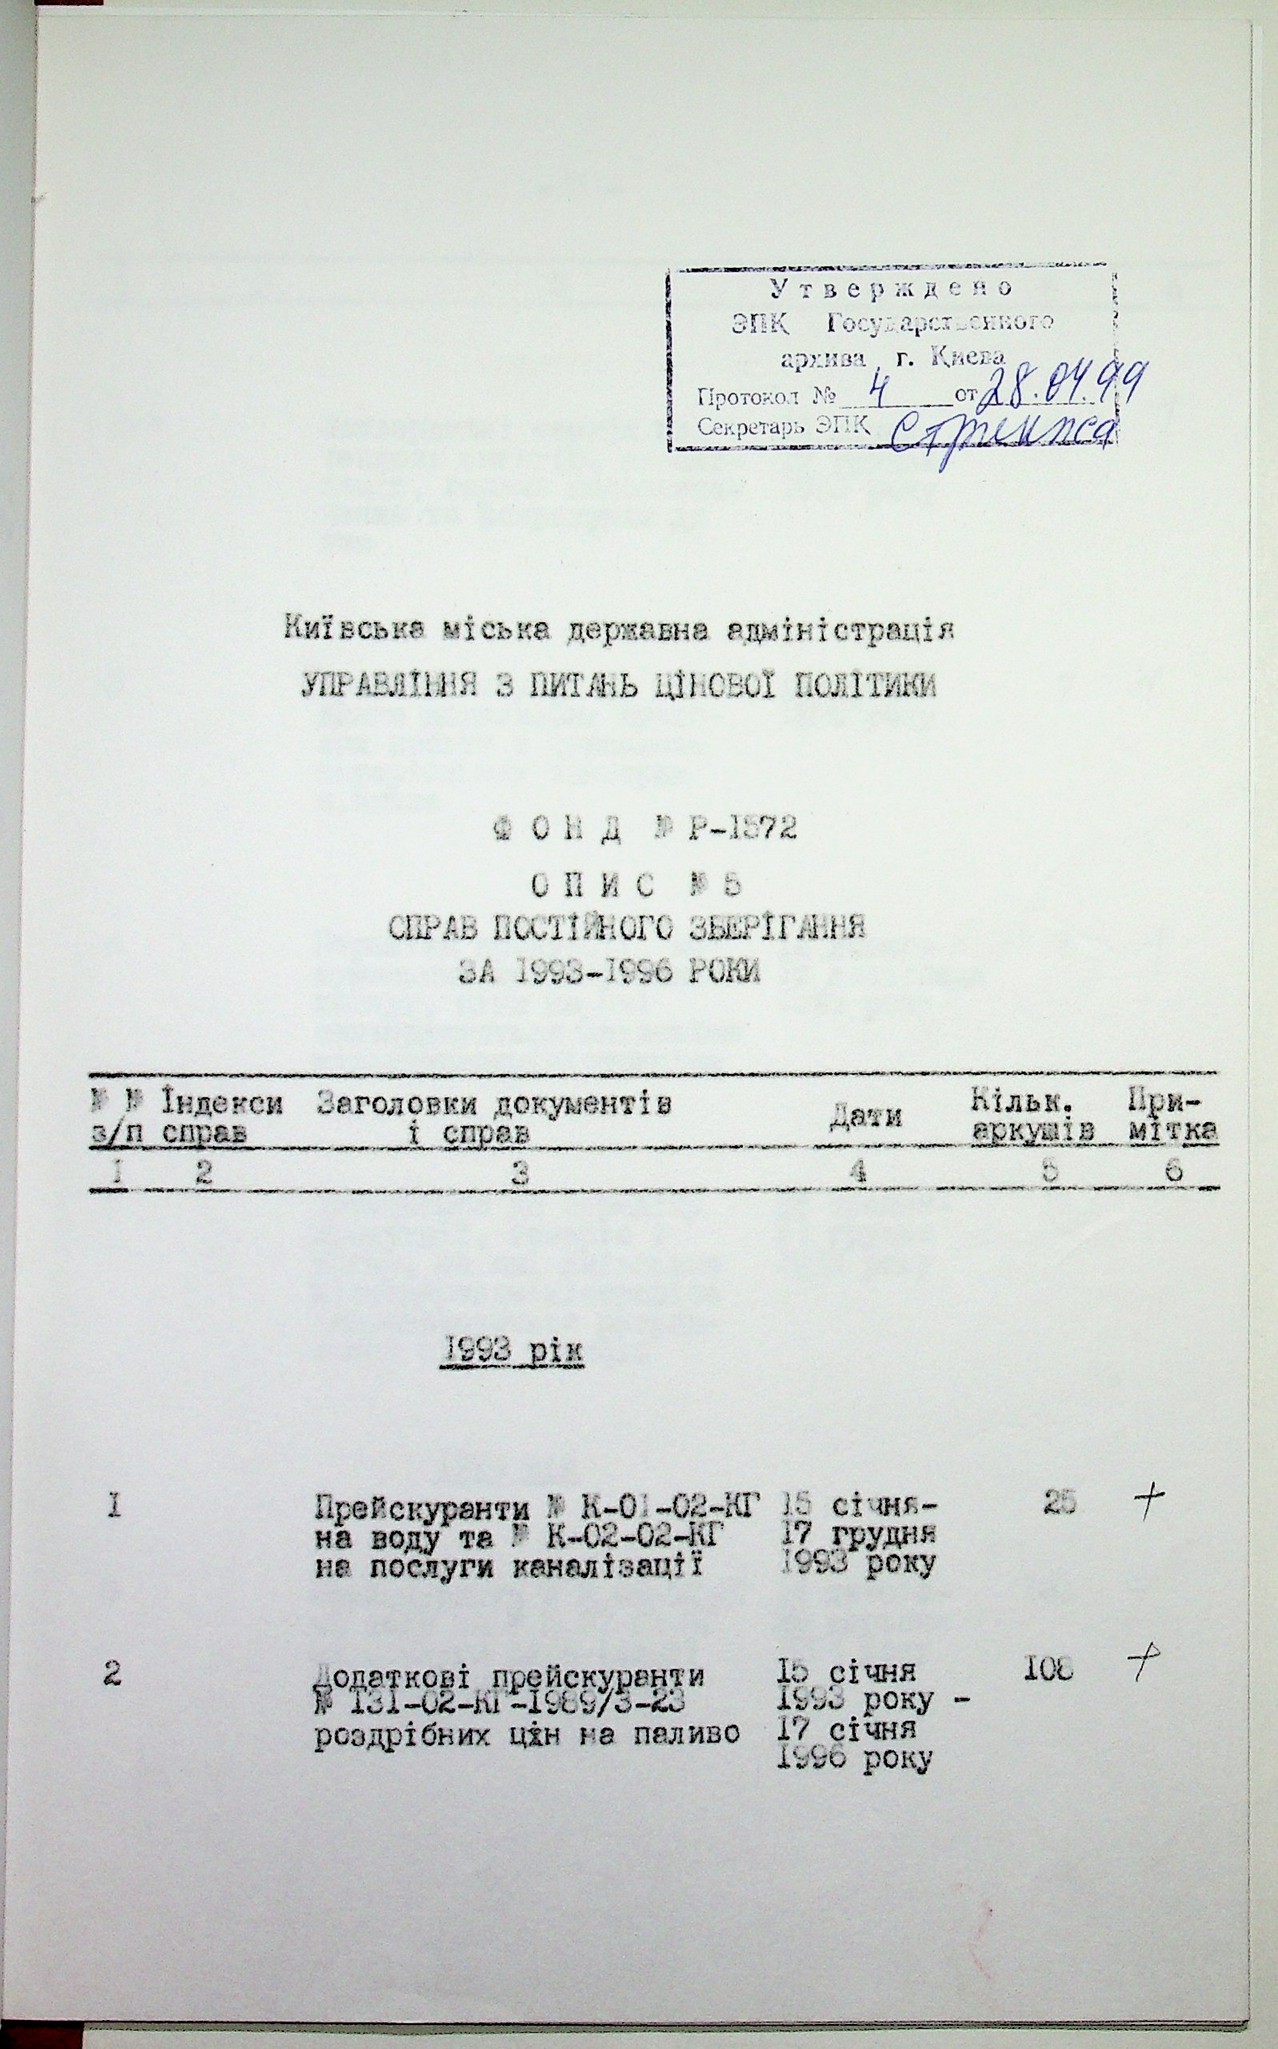 Утверждено
ЭПК Государственного
архива г. Киева
Протокол № 4 от 28.04.99
Секретарь ЭПК
Київська міська державна адміністрація
УПРАВЛІННЯ З ПИТАНЬ ЦІНОВОЇ ПОЛІТИКИ
ФОНД № Р-1572
ОПИС № 5
СПРАВ ПОСТІЙНОГО ЗБЕРІГАННЯ
ЗА 1993-1996 РОКИ
№ № Індекси Заголовки документів Дати Кільк. При-
з/п справ і справ аркушів мітка
1 2 3 4 5 6
1993 рік
1 Прейскуранти № К-01-02-КГ 15 січня- 25 +
на воду та № К-02-02-КГ 17 грудня
на послуги каналізації 1993 року
2 Додаткові прейскуранти 15 січня 108 +
№ 131-02-КГ-1989/3-23 1993 року -
роздрібних цін на паливо 17 січня
1996 року